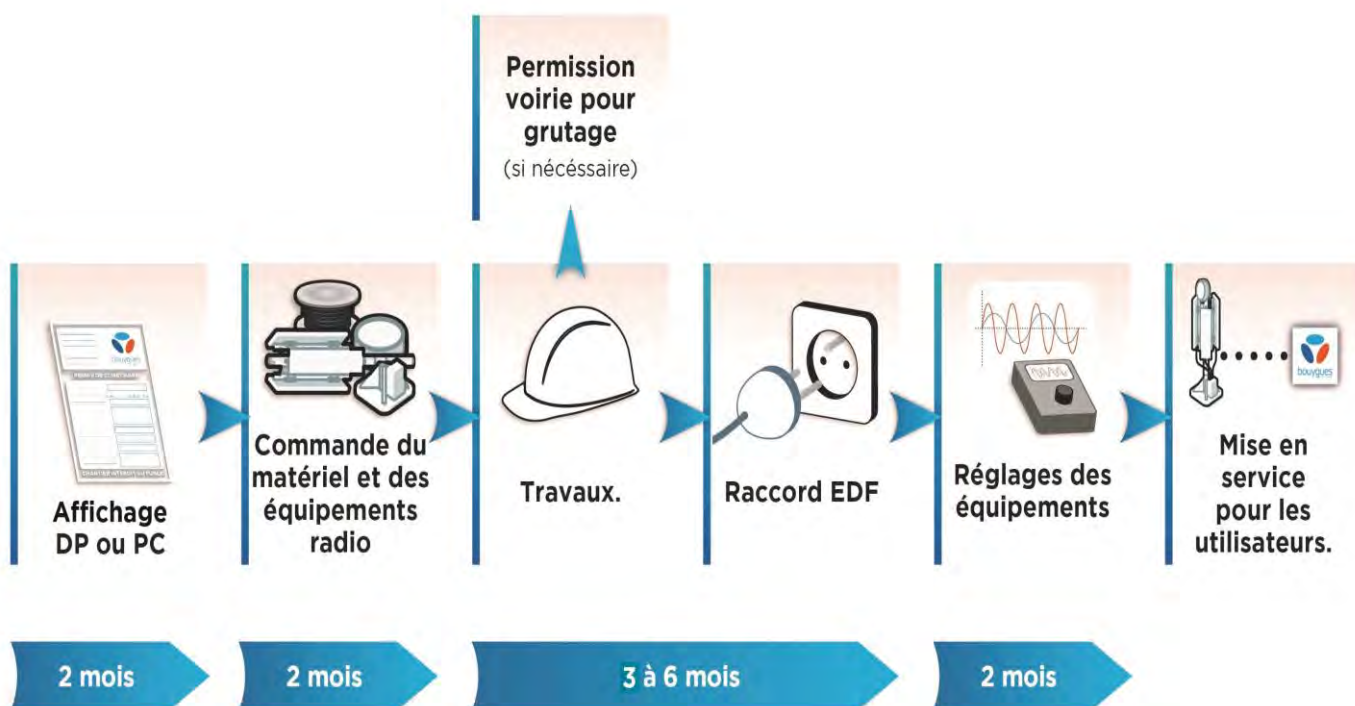 Permission
voirie pour
grutage
(si nécéssaire)
bouygues
Affichage
DP ou PC
Commande du
matériel et des
équipements
radio
Travaux.
Raccord EDF
Réglages des
équipements
bouygues
Mise en
service
pour les
utilisateurs.
2 mois
2 mois
3 à 6 mois
2 mois